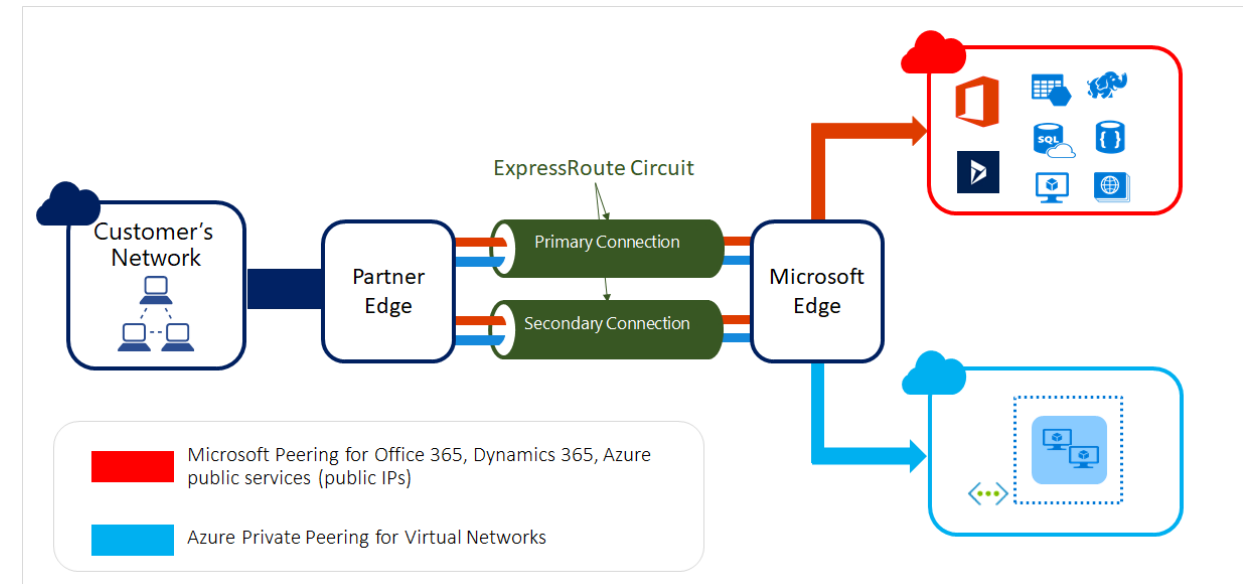 ExpressRoute Circuit
Customer's
Network
Partner
Edge
Primary Connection
Secondary Connection
Microsoft
Edge
SQL
Microsoft Peering for Office 365, Dynamics 365, Azure
public services (public IPs)
Azure Private Peering for Virtual Networks